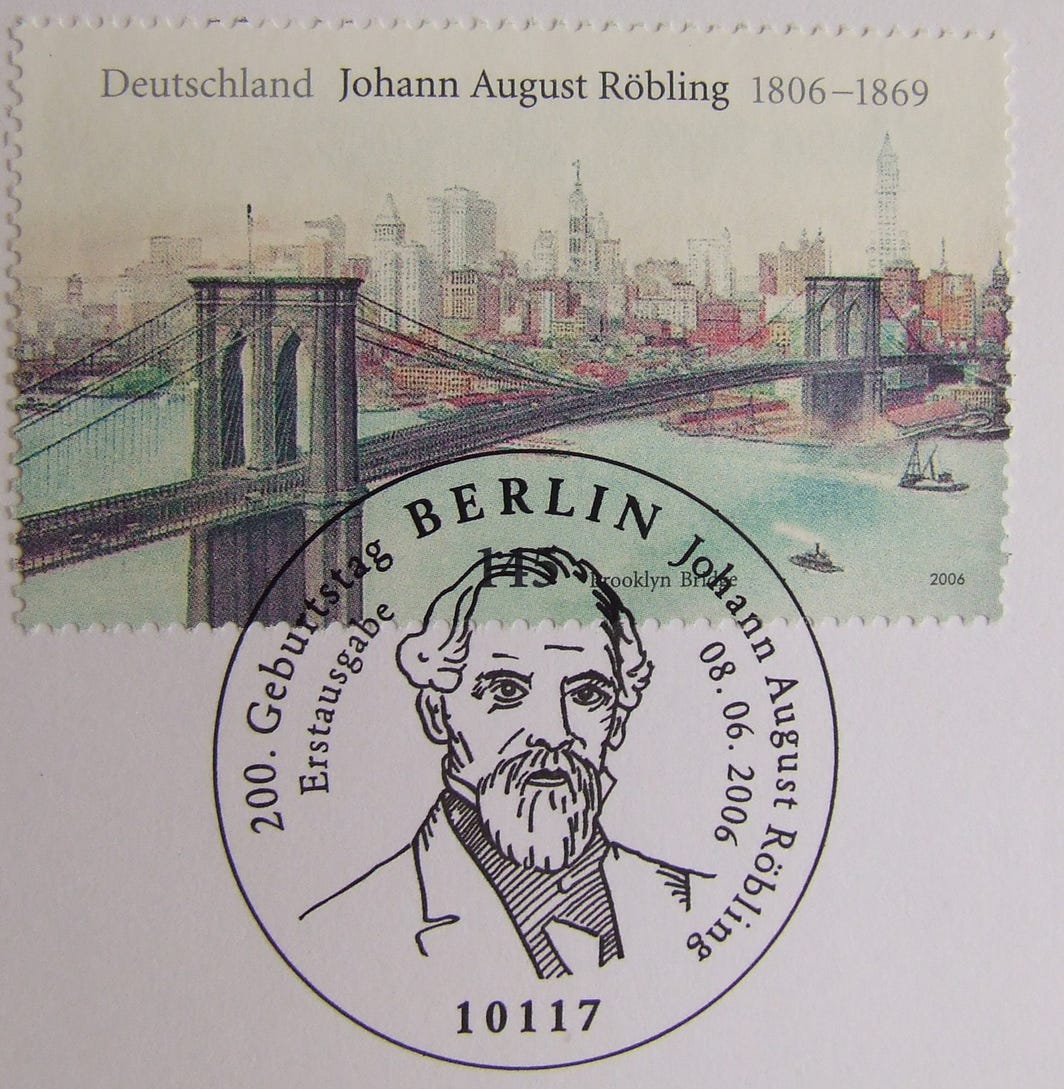 Deutschland Johann August Röbling 1806–1869
145 Brooklyn Bridge 2006
BERLIN
200. Geburtstag
Johann August Röbling
Erstausgabe
08. 06. 2006
10117